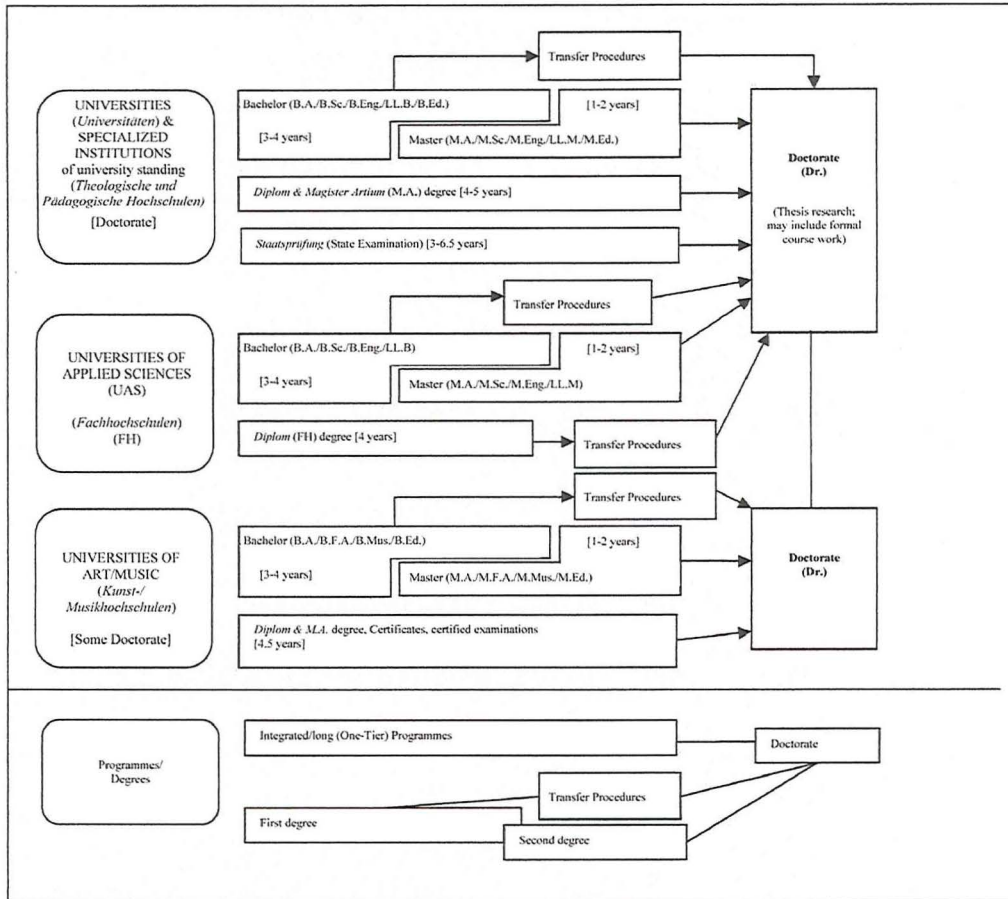 Transfer Procedures
UNIVERSITIES
(Universitäten) &
SPECIALIZED
INSTITUTIONS
of university standing
(Theologische und
Pädagogische Hochschulen)
[Doctorate]
Bachelor (B.A./B.Sc./B.Eng./LL.B./B.Ed.)
[3-4 years]
[1-2 years]
Master (M.A./M.Sc./M.Eng./LL.M./M.Ed.)
Diplom & Magister Artium (M.A.) degree [4-5 years]
Staatsprüfung (State Examination) [3-6.5 years]
Doctorate
(Dr.)
(Thesis research;
may include formal
course work)
Transfer Procedures
UNIVERSITIES OF
APPLIED SCIENCES
(UAS)
(Fachhochschulen)
(FH)
Bachelor (B.A./B.Sc./B.Eng./LL.B)
[3-4 years]
[1-2 years]
Master (M.A./M.Sc./M.Eng./LL.M)
Diplom (FH) degree [4 years]
Transfer Procedures
Transfer Procedures
UNIVERSITIES OF
ART/MUSIC
(Kunst-/
Musikhochschulen)
[Some Doctorate]
Bachelor (B.A./B.F.A./B.Mus./B.Ed.)
[3-4 years]
[1-2 years]
Master (M.A./M.F.A./M.Mus./M.Ed.)
Diplom & M.A. degree, Certificates, certified examinations
[4.5 years]
Doctorate
(Dr.)
Programmes/
Degrees
Integrated/long (One-Tier) Programmes
Doctorate
Transfer Procedures
First degree
Second degree